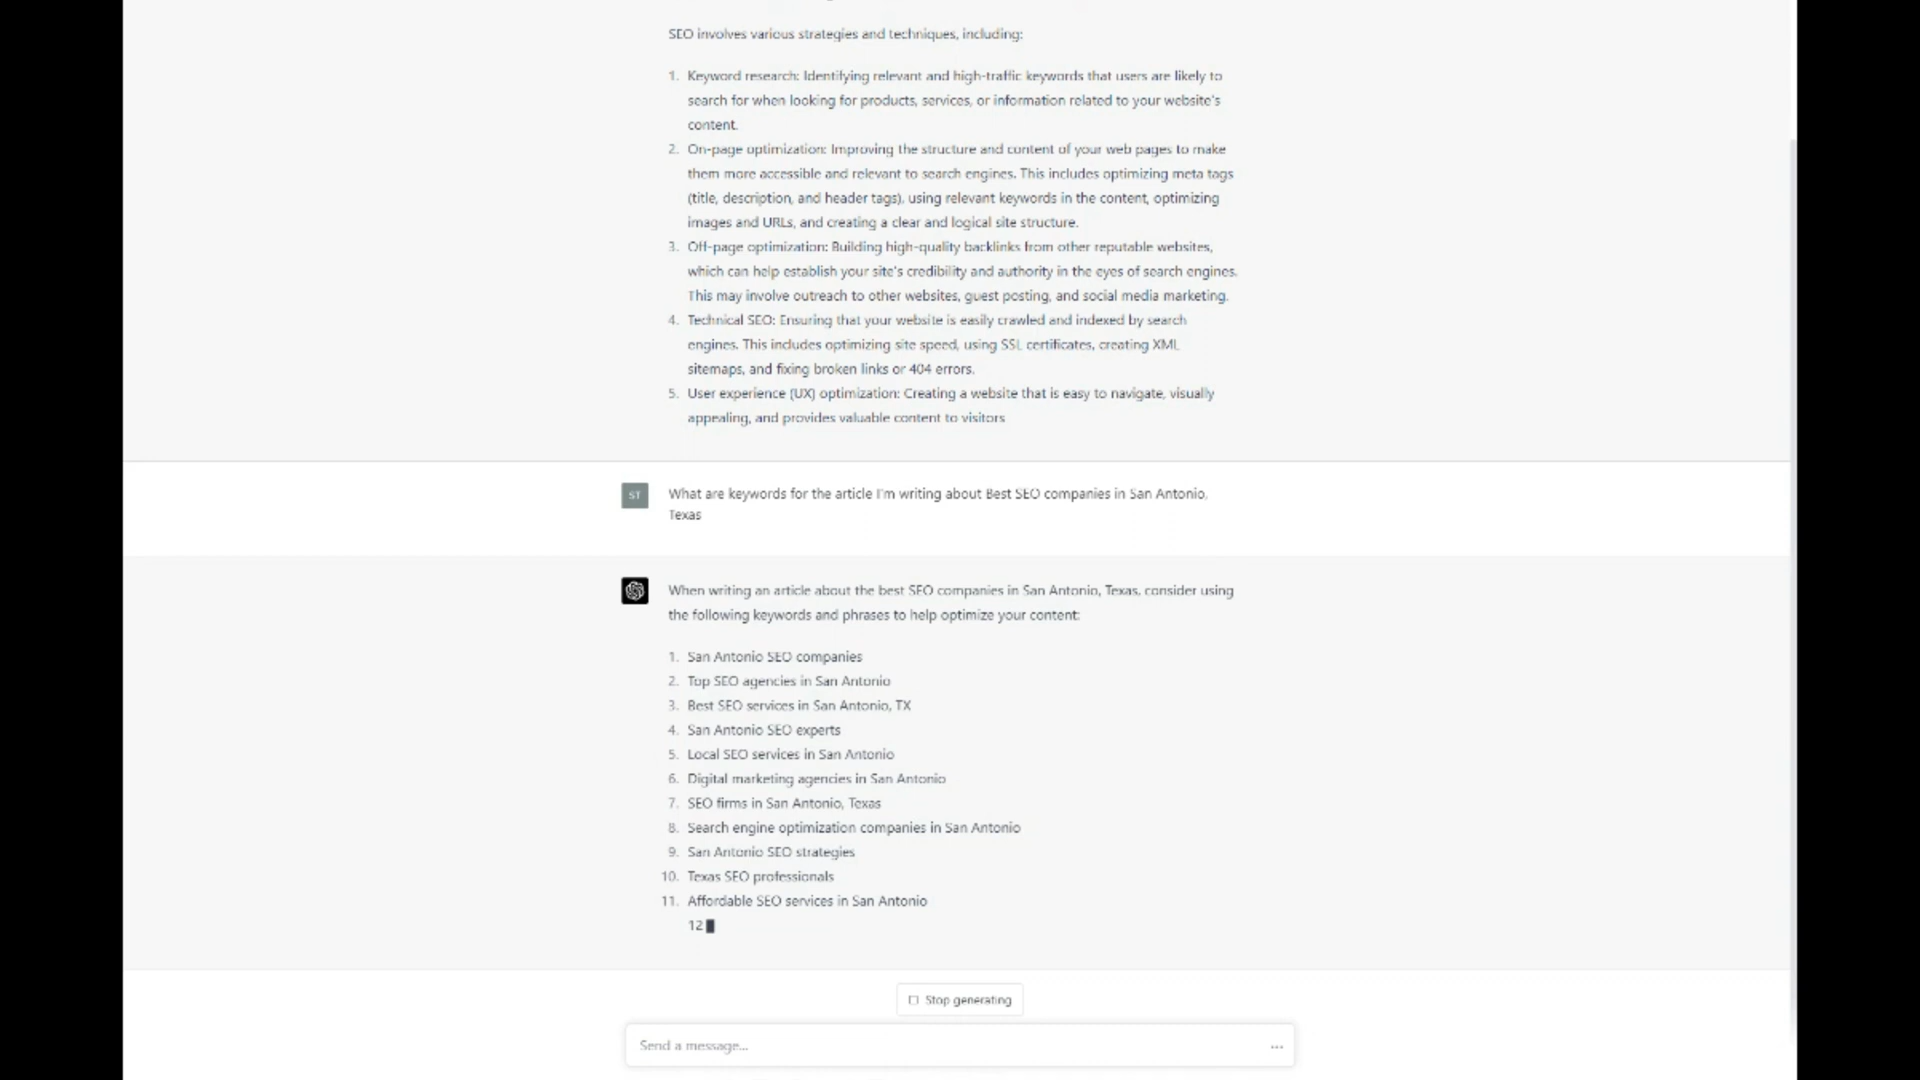 SEO involves various strategies and techniques, including:
1. Keyword research: Identifying relevant and high-traffic keywords that users are likely to
search for when looking for products, services, or information related to your website's
content.
2. On-page optimization: Improving the structure and content of your web pages to make
them more accessible and relevant to search engines. This includes optimizing meta tags
(title, description, and header tags), using relevant keywords in the content, optimizing
images and URLs, and creating a clear and logical site structure.
3. Off-page optimization: Building high-quality backlinks from other reputable websites,
which can help establish your site's credibility and authority in the eyes of search engines.
This may involve outreach to other websites, guest posting, and social media marketing.
4. Technical SEO: Ensuring that your website is easily crawled and indexed by search
engines. This includes optimizing site speed, using SSL certificates, creating XML
sitemaps, and fixing broken links or 404 errors.
5. User experience (UX) optimization: Creating a website that is easy to navigate, visually
appealing, and provides valuable content to visitors
ST
What are keywords for the article I'm writing about Best SEO companies in San Antonio,
Texas
When writing an article about the best SEO companies in San Antonio, Texas, consider using
the following keywords and phrases to help optimize your content:
1. San Antonio SEO companies
2. Top SEO agencies in San Antonio
3. Best SEO services in San Antonio, TX
4. San Antonio SEO experts
5. Local SEO services in San Antonio
6. Digital marketing agencies in San Antonio
7. SEO firms in San Antonio, Texas
8. Search engine optimization companies in San Antonio
9. San Antonio SEO strategies
10. Texas SEO professionals
11. Affordable SEO services in San Antonio
12
Stop generating
Send a message...